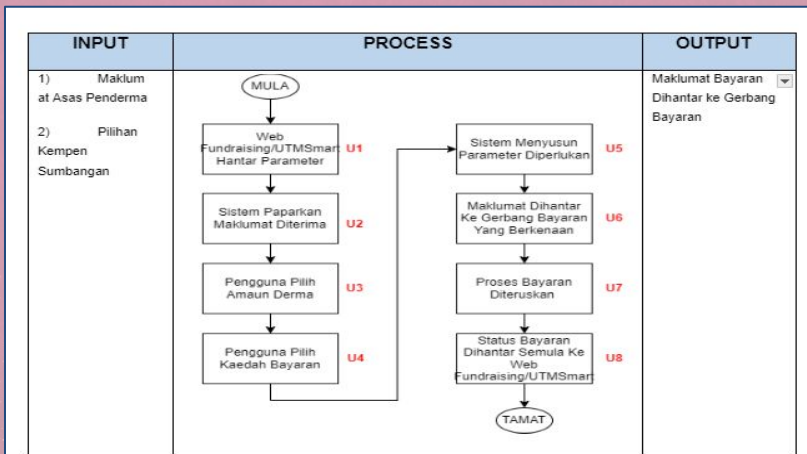 INPUT
PROCESS
OUTPUT
1) Maklum
at Asas Penderma
2) Pilihan
Kempen
Sumbangan
MULA
Web
Fundraising/UTMSmart
Hantar Parameter
U1
Sistem Paparkan
Maklumat Diterima
U2
Pengguna Pilih
Amaun Derma
U3
Pengguna Pilih
Kaedah Bayaran
U4
Sistem Menyusun
Parameter Diperlukan
U5
Maklumat Dihantar
Ke Gerbang Bayaran
Yang Berkenaan
U6
Proses Bayaran
Diteruskan
U7
Status Bayaran
Dihantar Semula Ke
Web
Fundraising/UTMSmart
U8
TAMAT
Maklumat Bayaran
Dihantar ke Gerbang
Bayaran